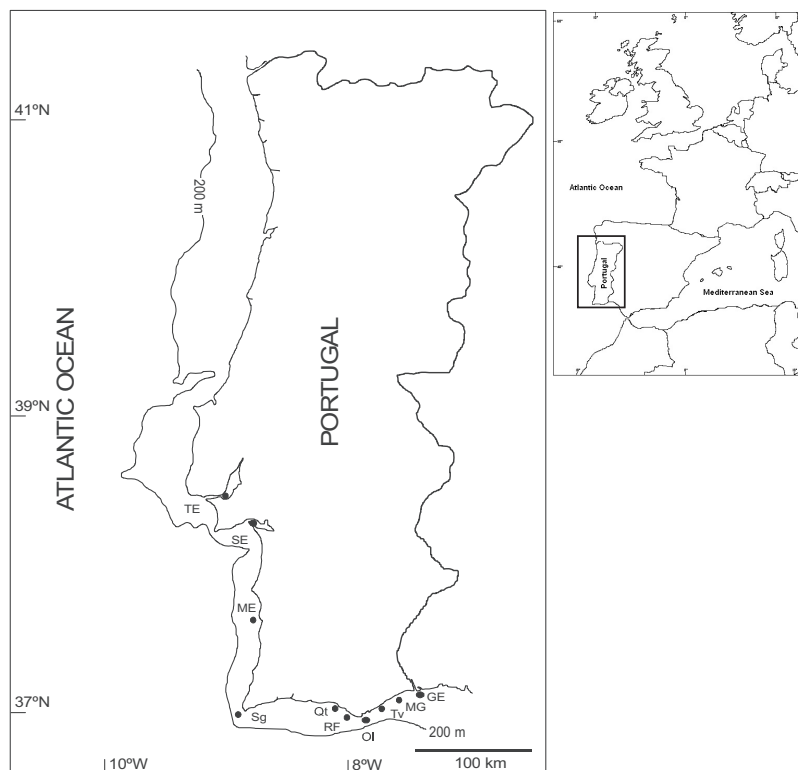 41ºN
200 m
ATLANTIC OCEAN
PORTUGAL
39ºN
TE
SE
ME
37ºN
Sg
Qt
RF
Ol
Tv
MG
GE
200 m
10ºW
8ºW
100 km
Atlantic Ocean
Portugal
Mediterranean Sea